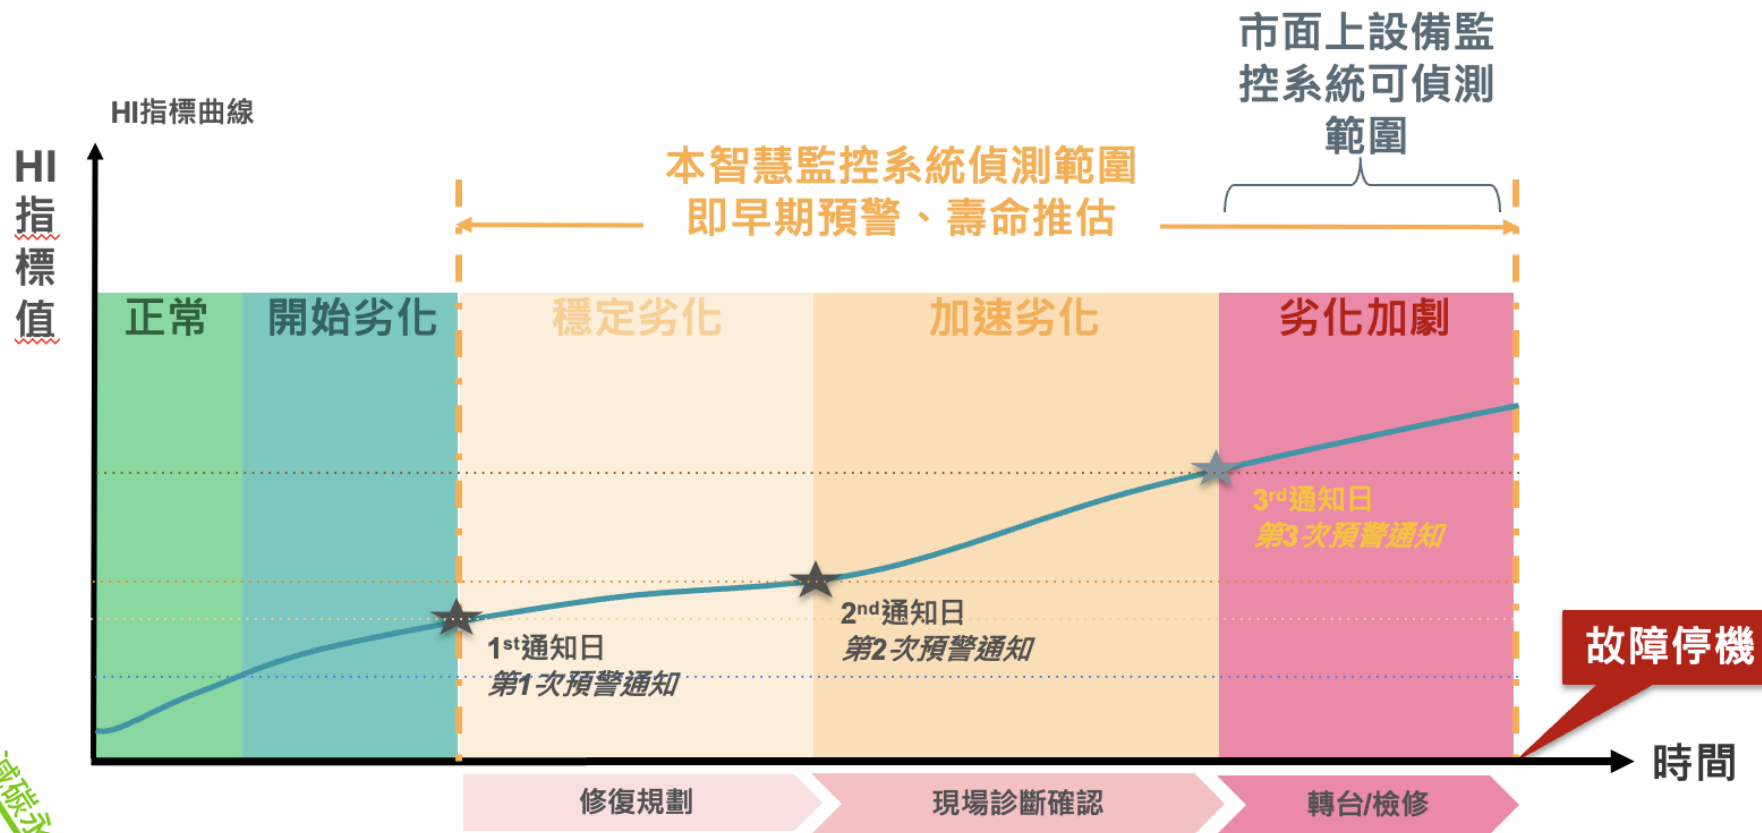 市面上設備監
控系統可偵測
範圍
HI指標曲線
HI
指
標
值
本智慧監控系統偵測範圍
即早期預警、壽命推估
正常
開始劣化
穩定劣化
加速劣化
劣化加劇
3rd通知日
第3次預警通知
2nd通知日
第2次預警通知
1st通知日
第1次預警通知
故障停機
時間
修復規劃
現場診斷確認
轉台/檢修
減碳永